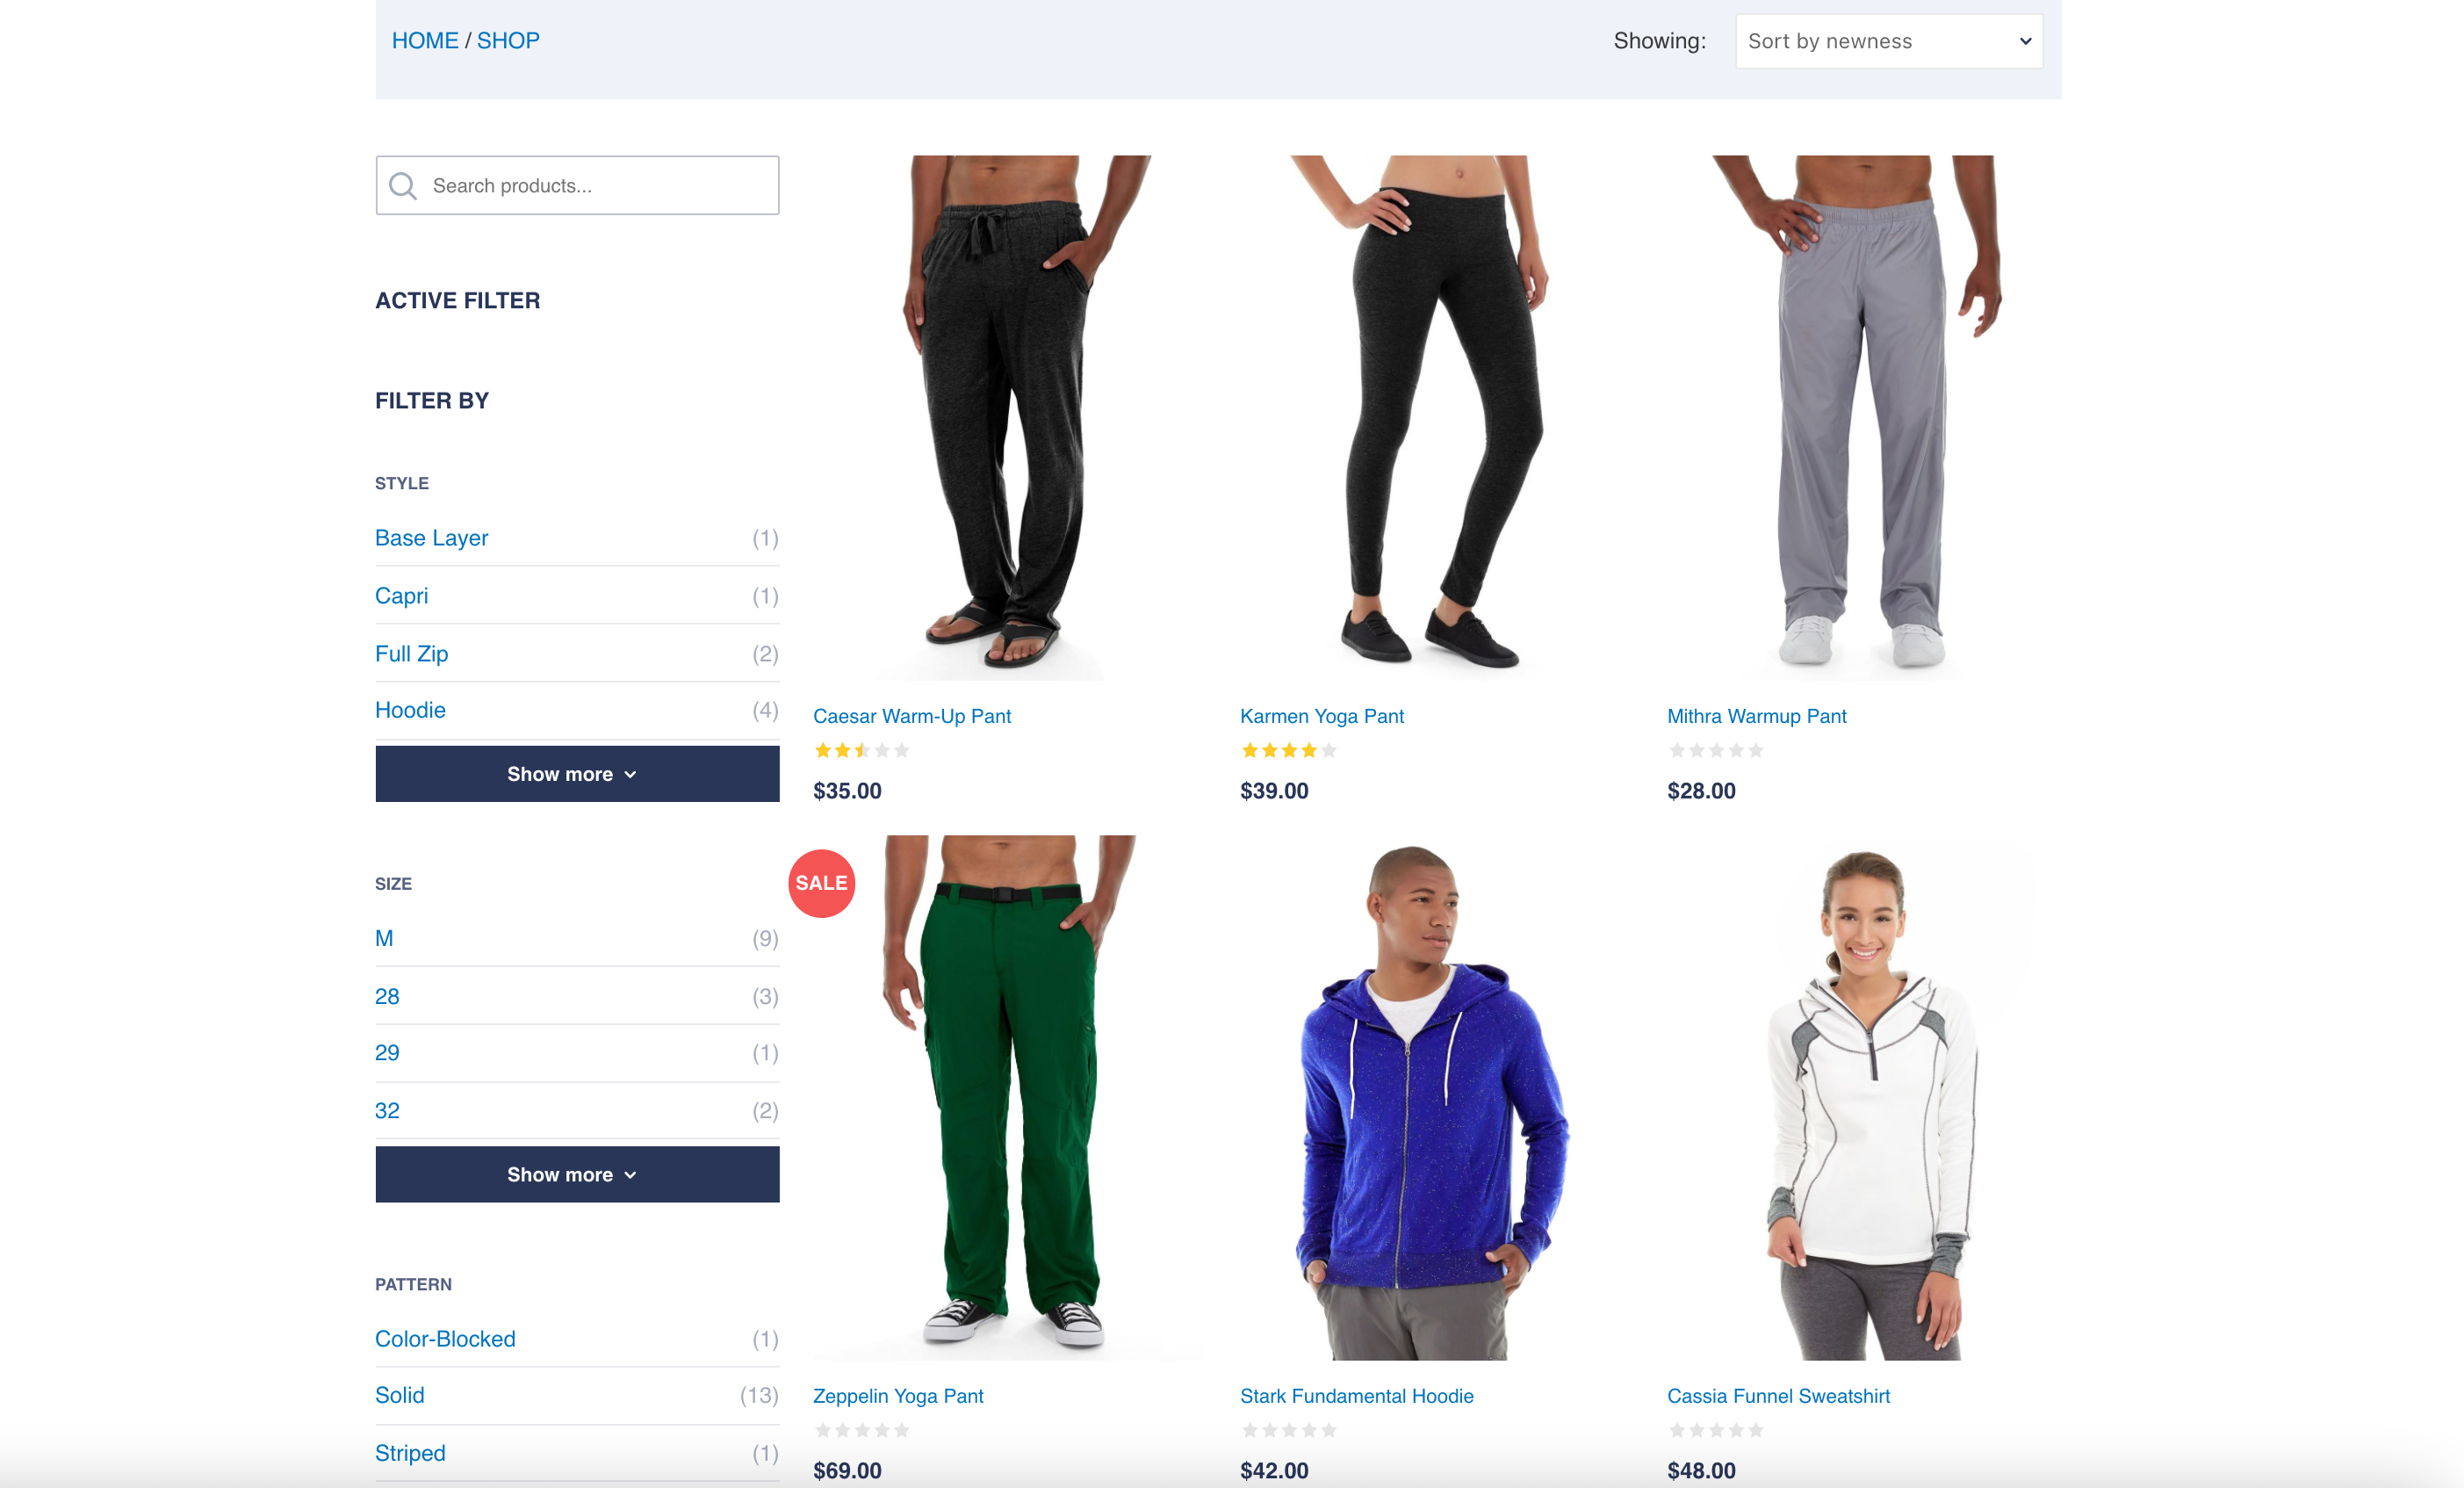 HOME / SHOP
Showing:
Sort by newness
Search products...
ACTIVE FILTER
FILTER BY
STYLE
Base Layer (1)
Capri (1)
Full Zip (2)
Hoodie (4)
Show more
SIZE
M (9)
28 (3)
29 (1)
32 (2)
Show more
PATTERN
Color-Blocked (1)
Solid (13)
Striped (1)
Caesar Warm-Up Pant
$35.00
Karmen Yoga Pant
$39.00
Mithra Warmup Pant
$28.00
SALE
Zeppelin Yoga Pant
$69.00
Stark Fundamental Hoodie
$42.00
Cassia Funnel Sweatshirt
$48.00